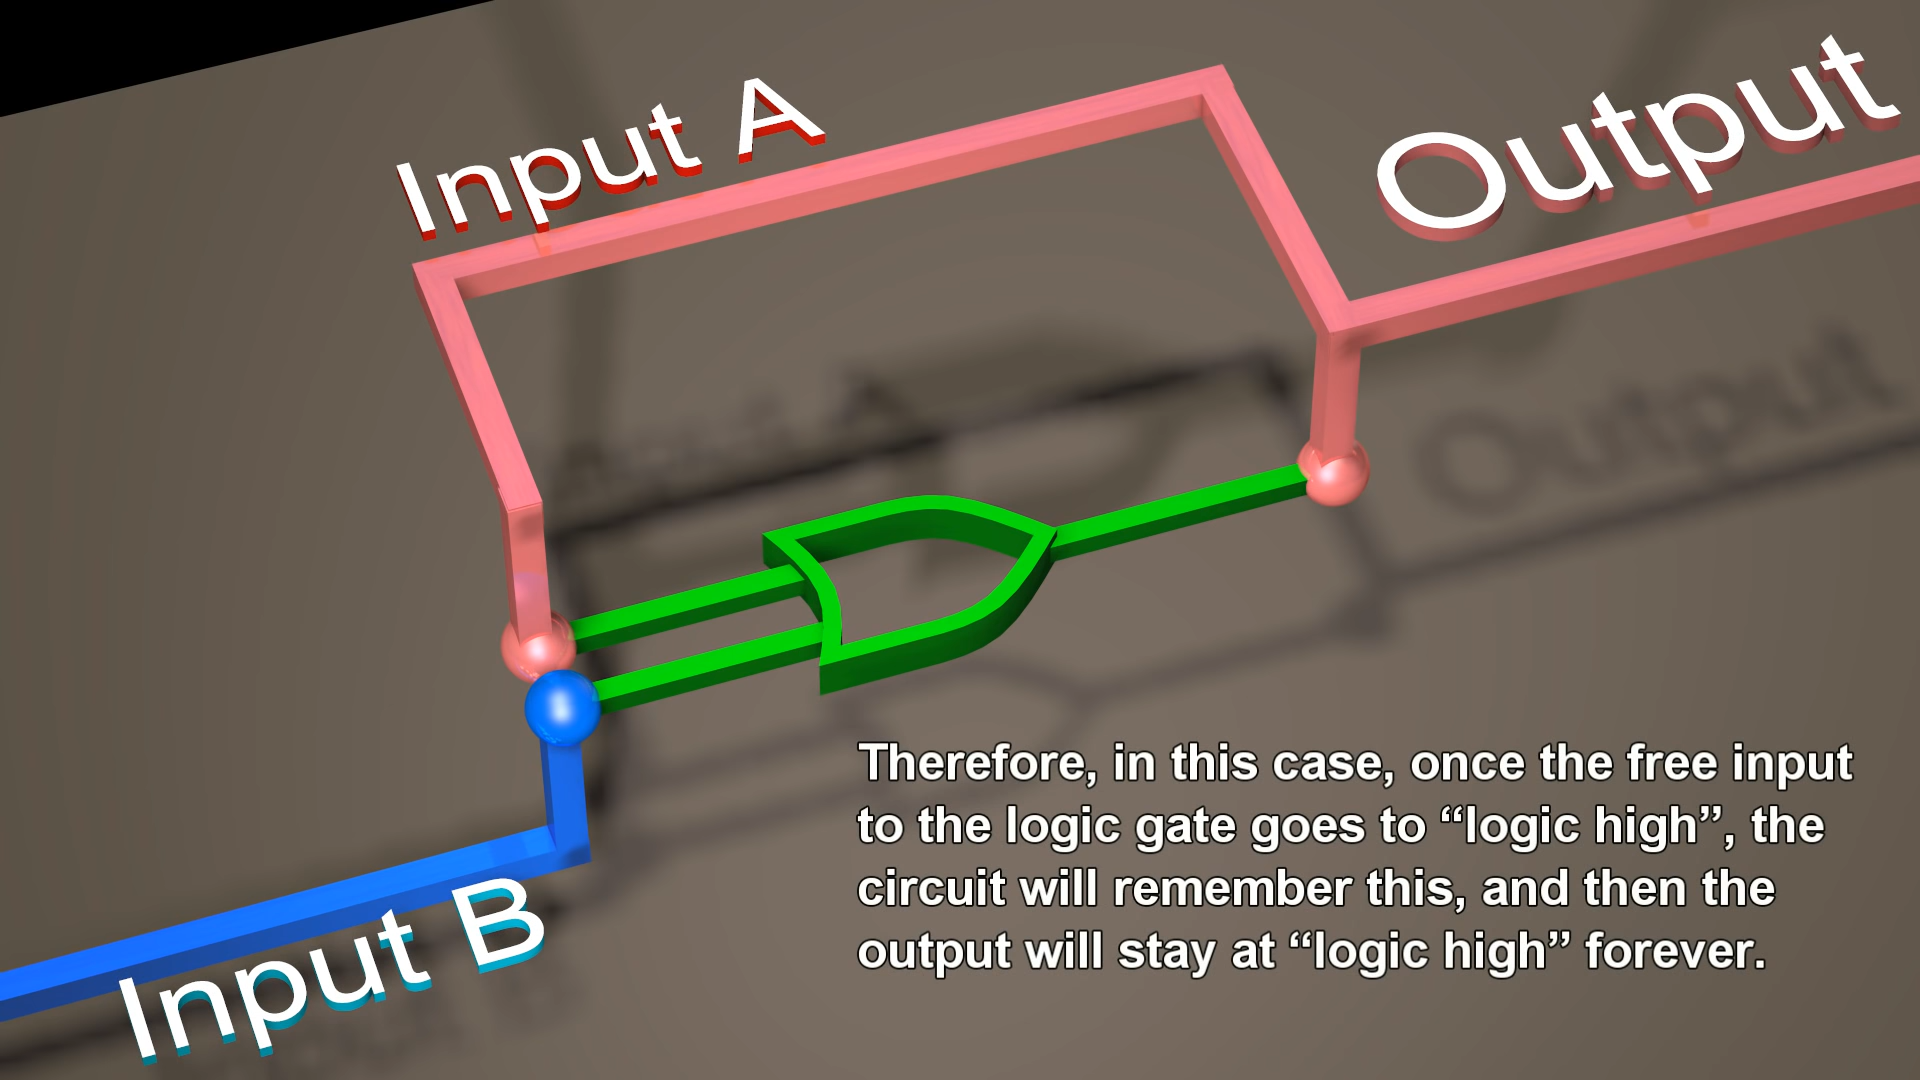 Input A
Output
Input B
Therefore, in this case, once the free input
to the logic gate goes to “logic high”, the
circuit will remember this, and then the
output will stay at “logic high” forever.